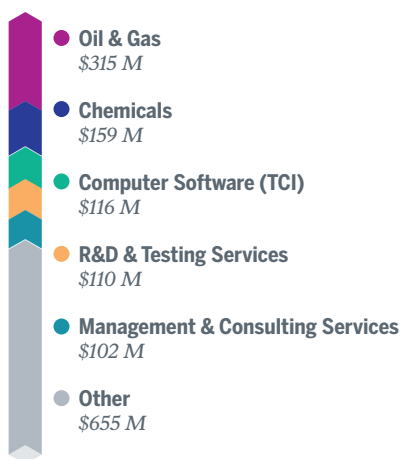 Oil & Gas
$315 M
Chemicals
$159 M
Computer Software (TCI)
$116 M
R&D & Testing Services
$110 M
Management & Consulting Services
$102 M
Other
$655 M